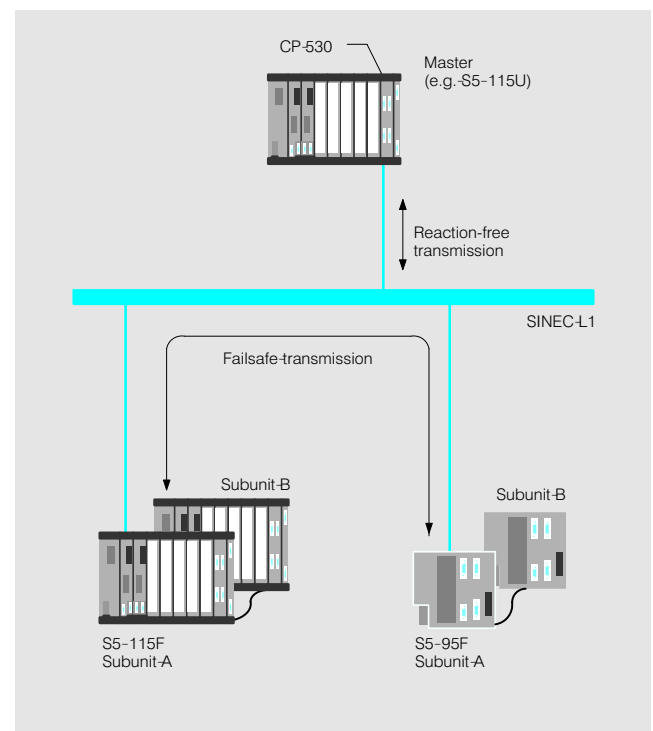 CP-530
Master
(e.g.-S5-115U)
Reaction-free
transmission
SINEC-L1
Failsafe-transmission
Subunit-B
Subunit-B
S5-115F
Subunit-A
S5-95F
Subunit-A